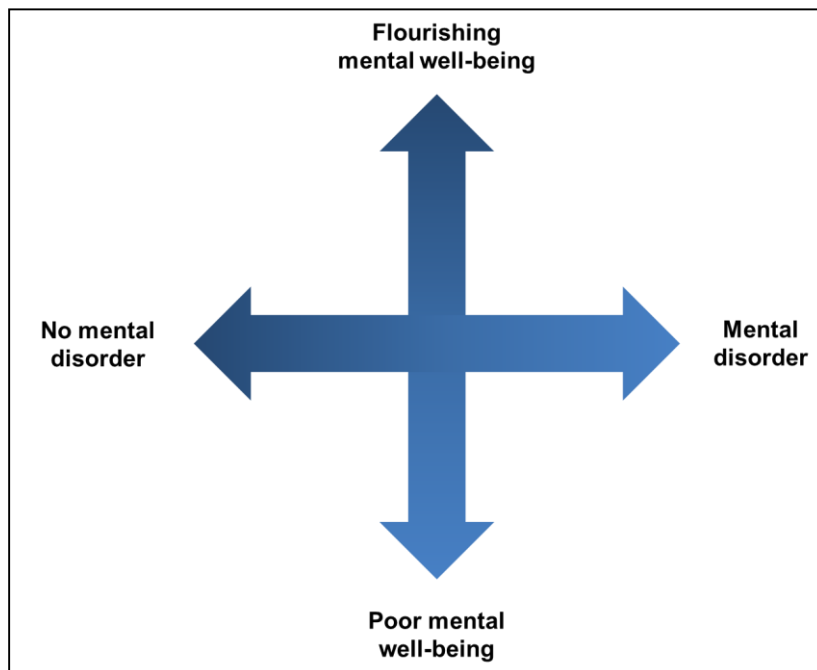 Flourishing
mental well-being
No mental
disorder
Mental
disorder
Poor mental
well-being